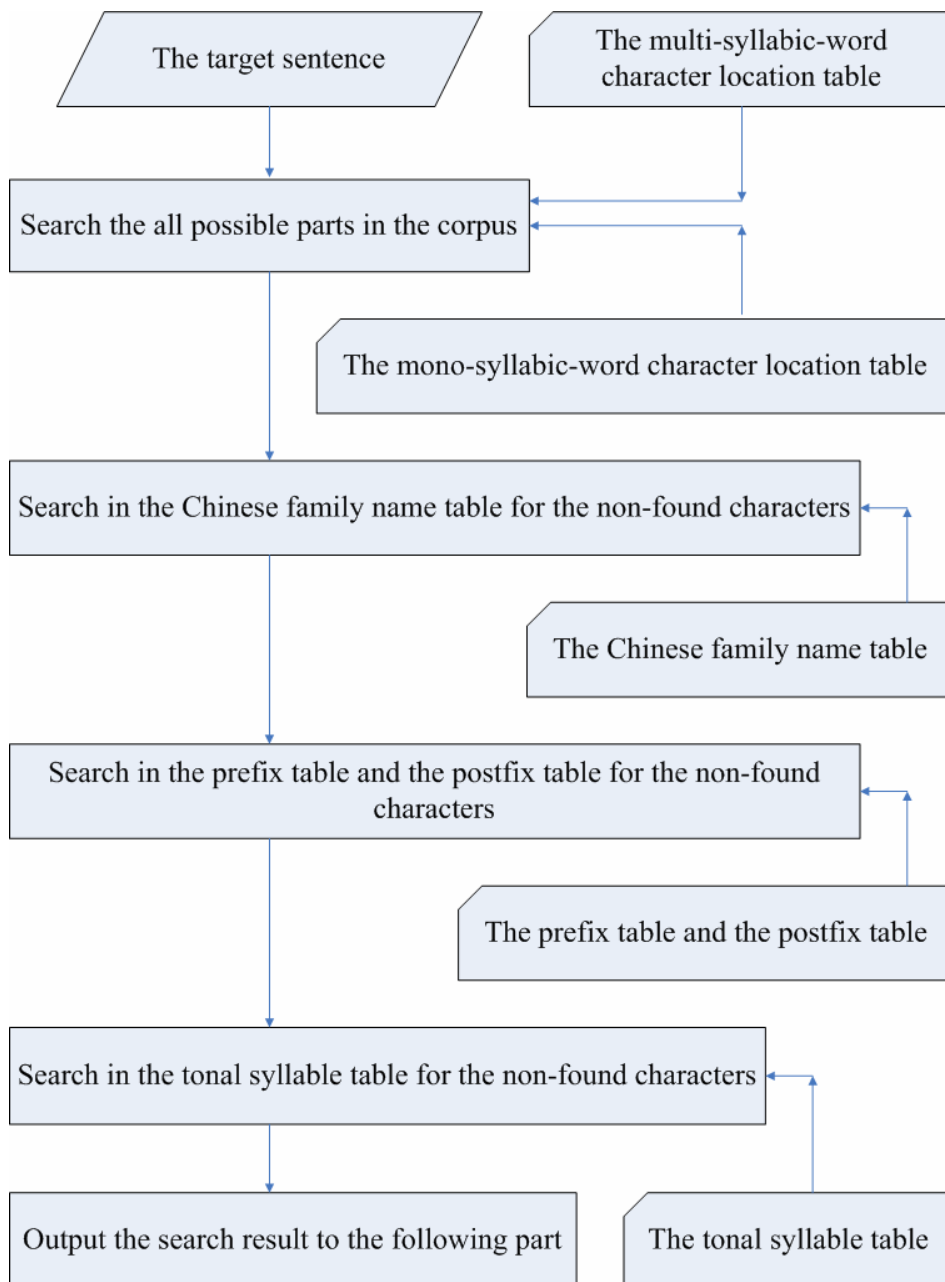 The target sentence
The multi-syllabic-word
character location table
Search the all possible parts in the corpus
The mono-syllabic-word character location table
Search in the Chinese family name table for the non-found characters
The Chinese family name table
Search in the prefix table and the postfix table for the non-found
characters
The prefix table and the postfix table
Search in the tonal syllable table for the non-found characters
Output the search result to the following part
The tonal syllable table